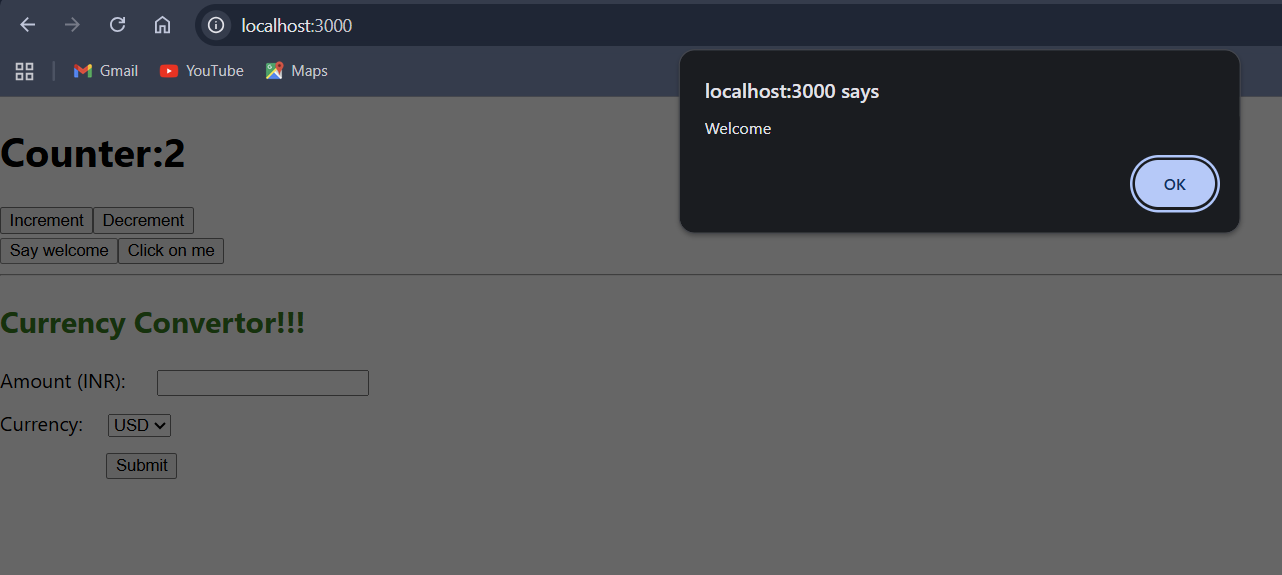 localhost:3000
Gmail YouTube Maps
localhost:3000 says
Welcome
OK
Counter:2
Increment Decrement
Say welcome Click on me
Currency Convertor!!!
Amount (INR):
Currency: USD
Submit